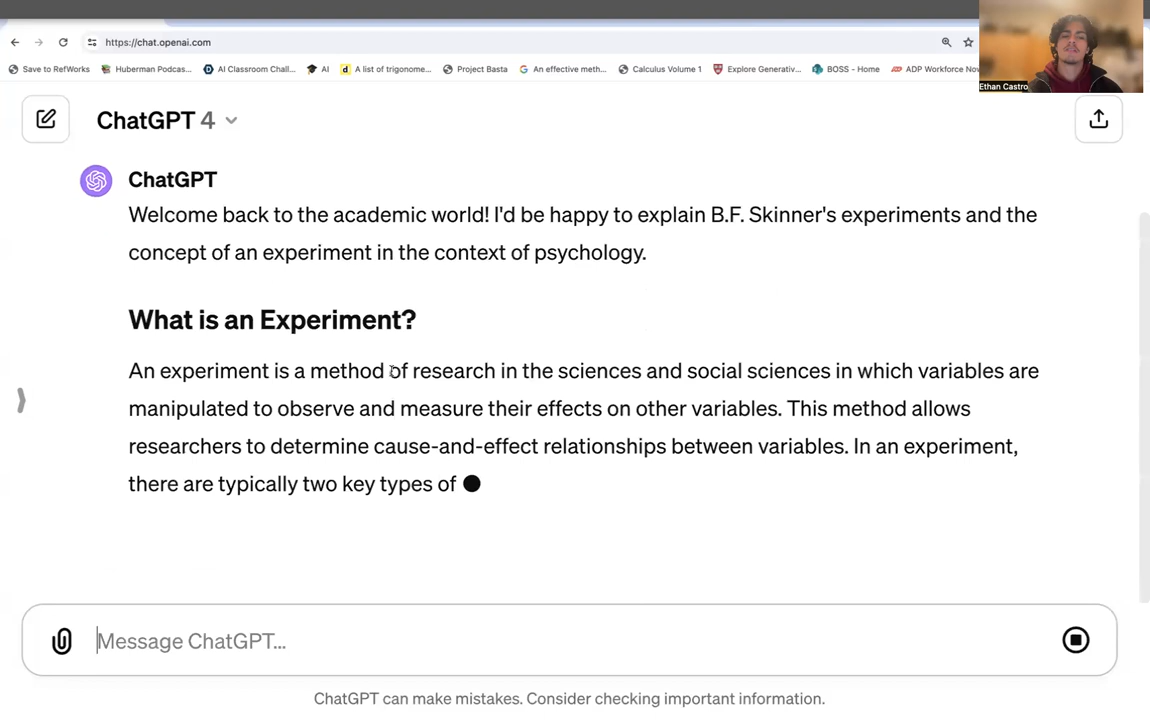 https://chat.openai.com
Save to RefWorks
Huberman Podcas...
AI Classroom Chall...
AI
A list of trigonome...
Project Basta
An effective meth...
Calculus Volume 1
Explore Generativ...
BOSS - Home
ADP Workforce Now
Ethan Castro
ChatGPT 4
ChatGPT
Welcome back to the academic world! I'd be happy to explain B.F. Skinner's experiments and the
concept of an experiment in the context of psychology.
What is an Experiment?
An experiment is a method of research in the sciences and social sciences in which variables are
manipulated to observe and measure their effects on other variables. This method allows
researchers to determine cause-and-effect relationships between variables. In an experiment,
there are typically two key types of
Message ChatGPT...
ChatGPT can make mistakes. Consider checking important information.